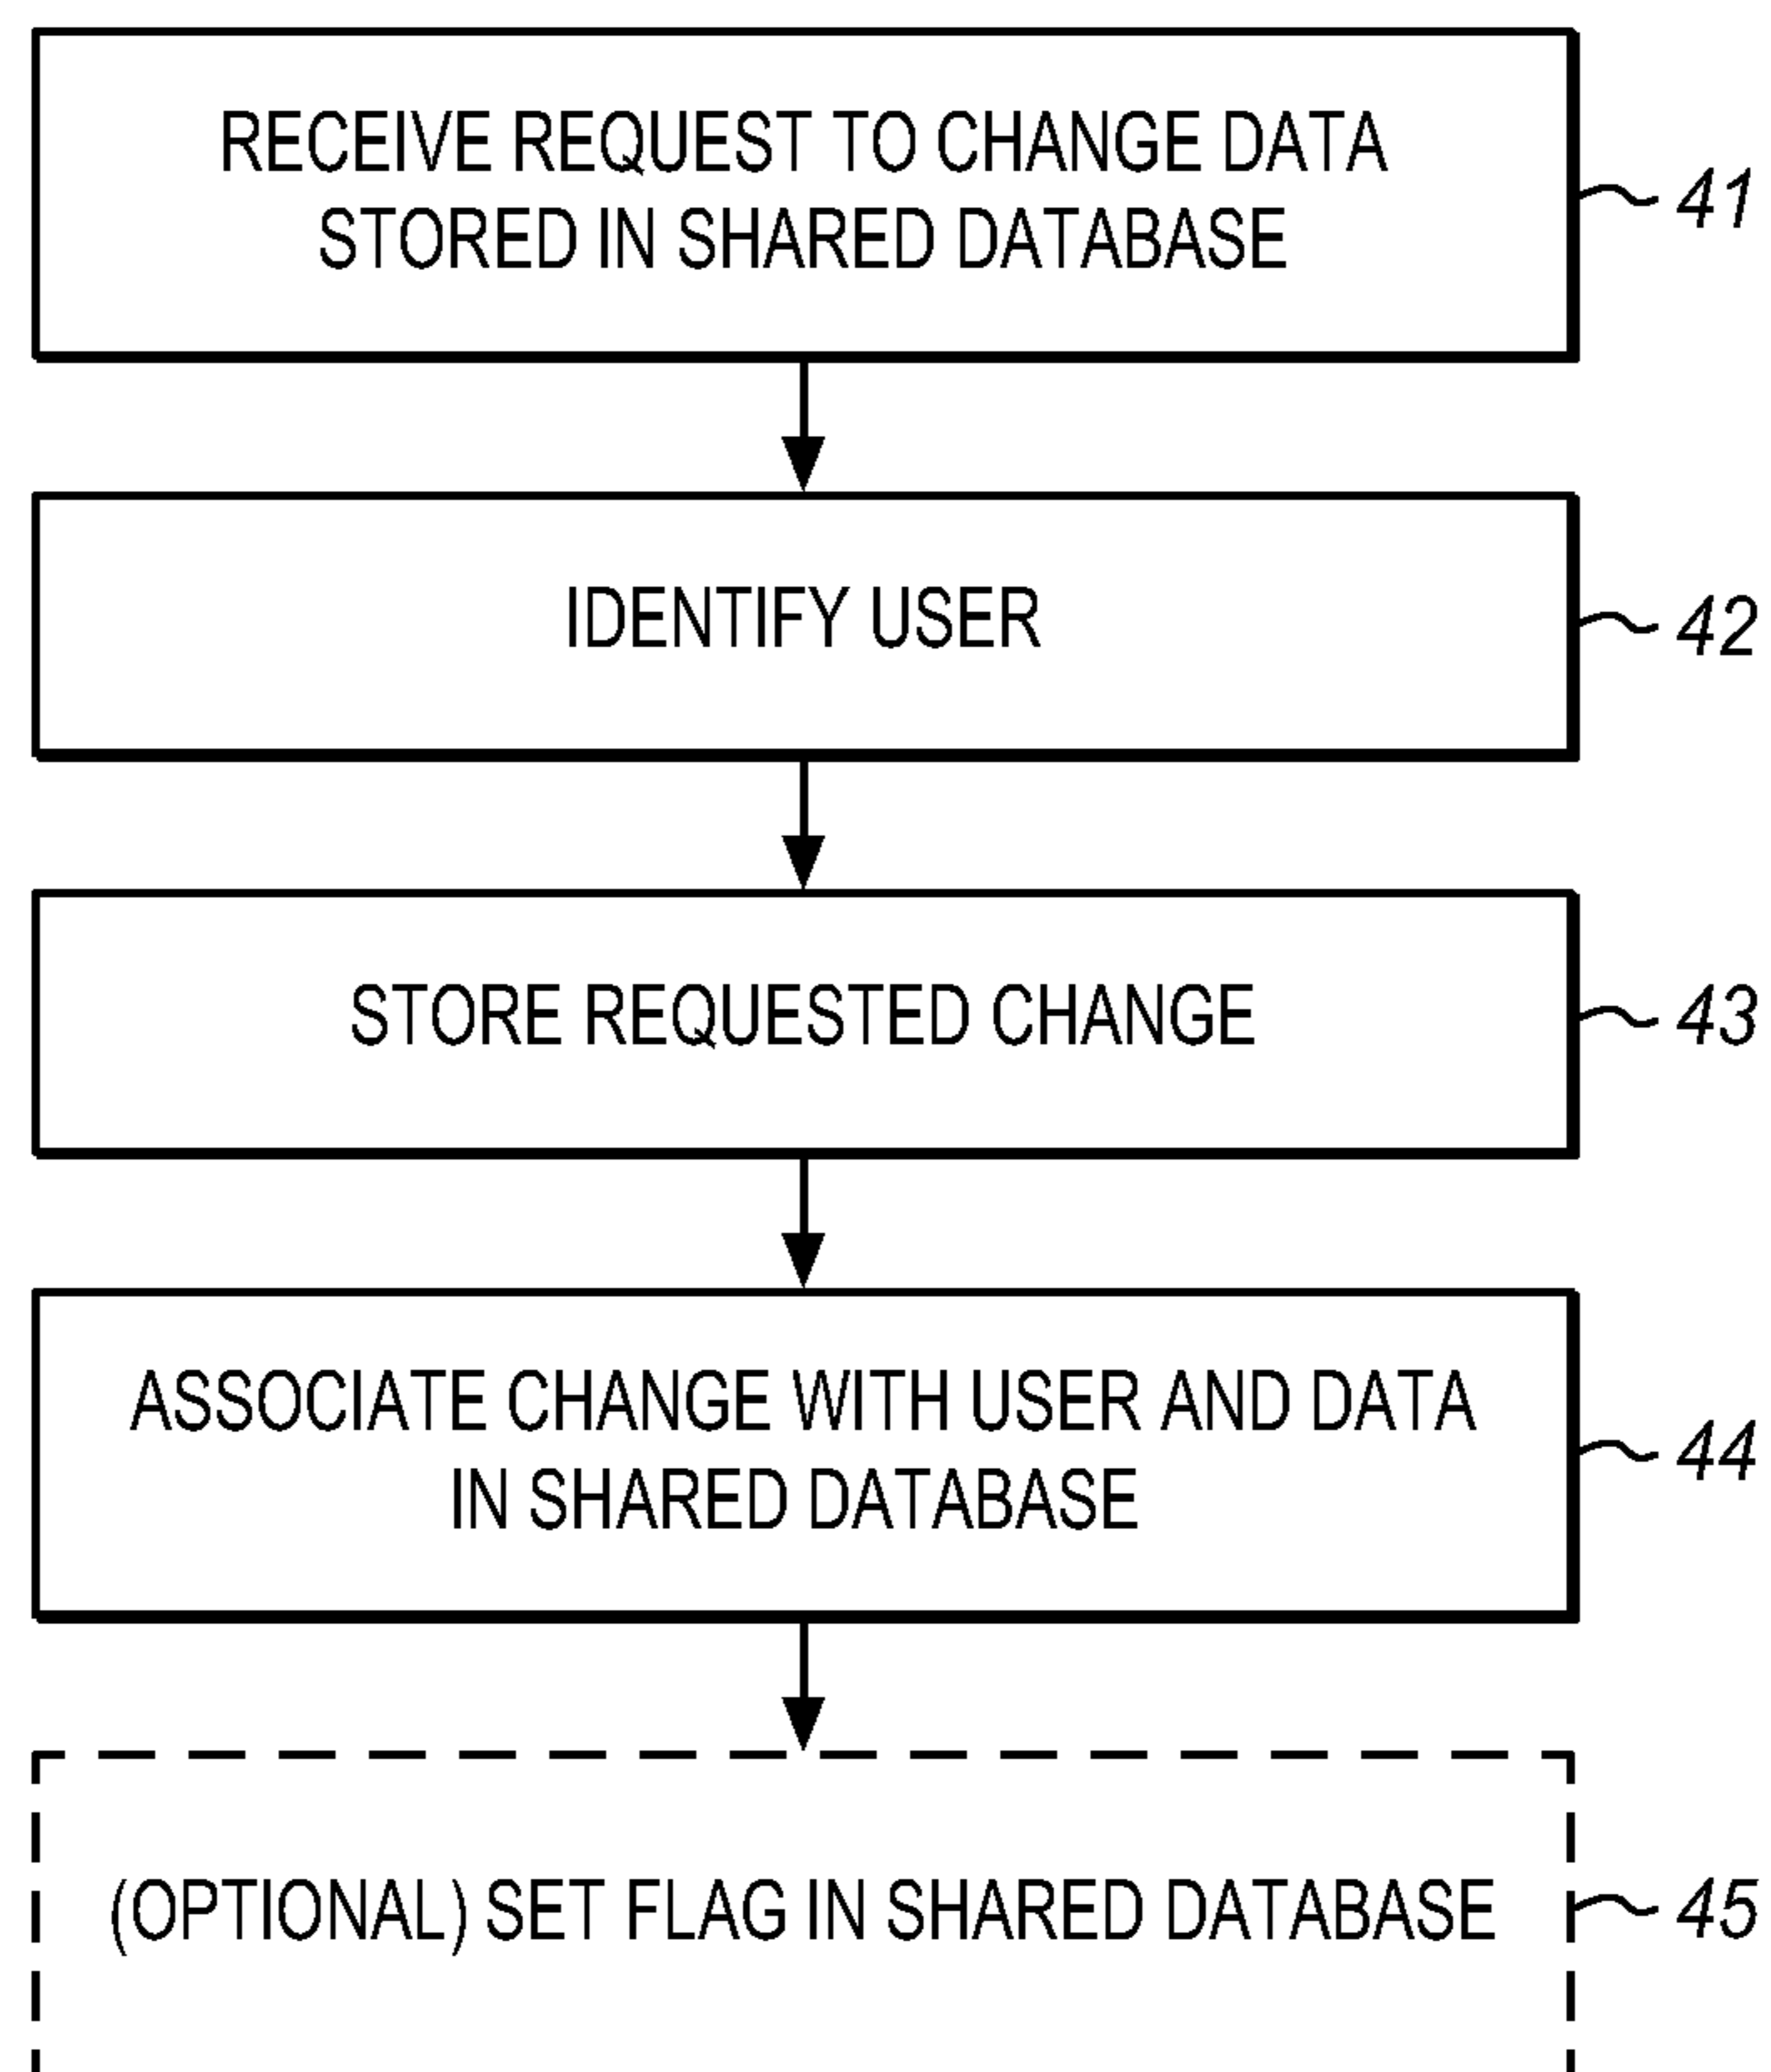 RECEIVE REQUEST TO CHANGE DATA
STORED IN SHARED DATABASE
41
IDENTIFY USER
42
STORE REQUESTED CHANGE
43
ASSOCIATE CHANGE WITH USER AND DATA
IN SHARED DATABASE
44
(OPTIONAL) SET FLAG IN SHARED DATABASE
45